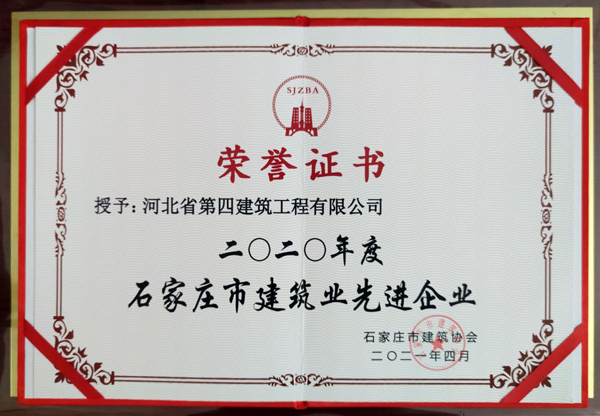 SJZBA
荣誉证书
授予：河北省第四建筑工程有限公司
二〇二〇年度
石家庄市建筑业先进企业
石家庄市建筑协会
二〇二一年四月